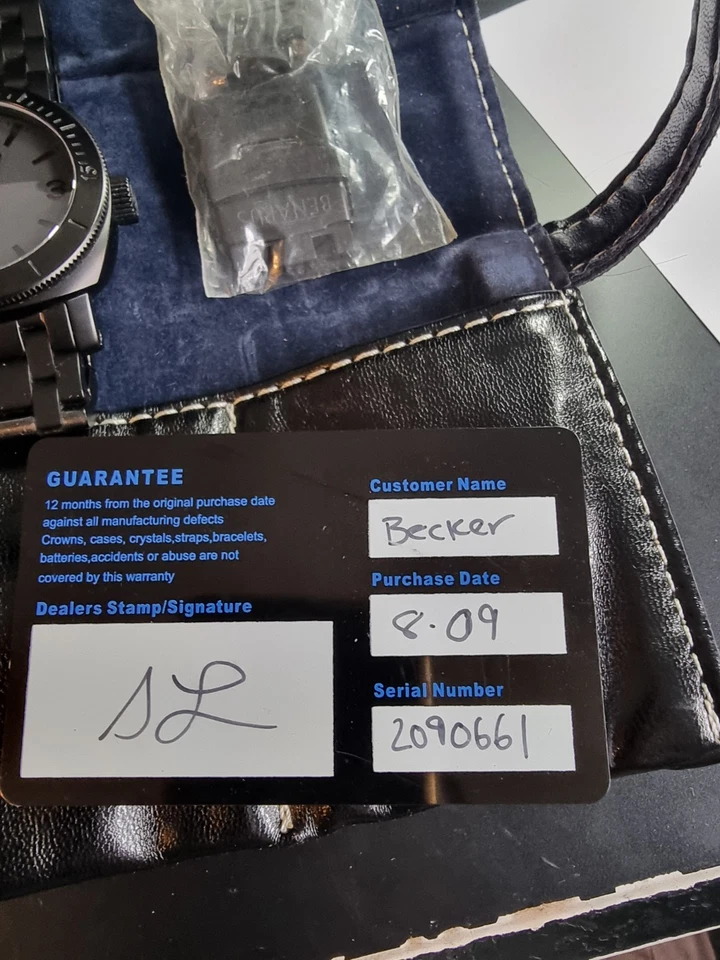 BENARUS
GUARANTEE
12 months from the original purchase date
against all manufacturing defects
Crowns, cases, crystals,straps,bracelets,
batteries,accidents or abuse are not
covered by this warranty
Dealers Stamp/Signature
SL
Customer Name
Becker
Purchase Date
8.09
Serial Number
2090661